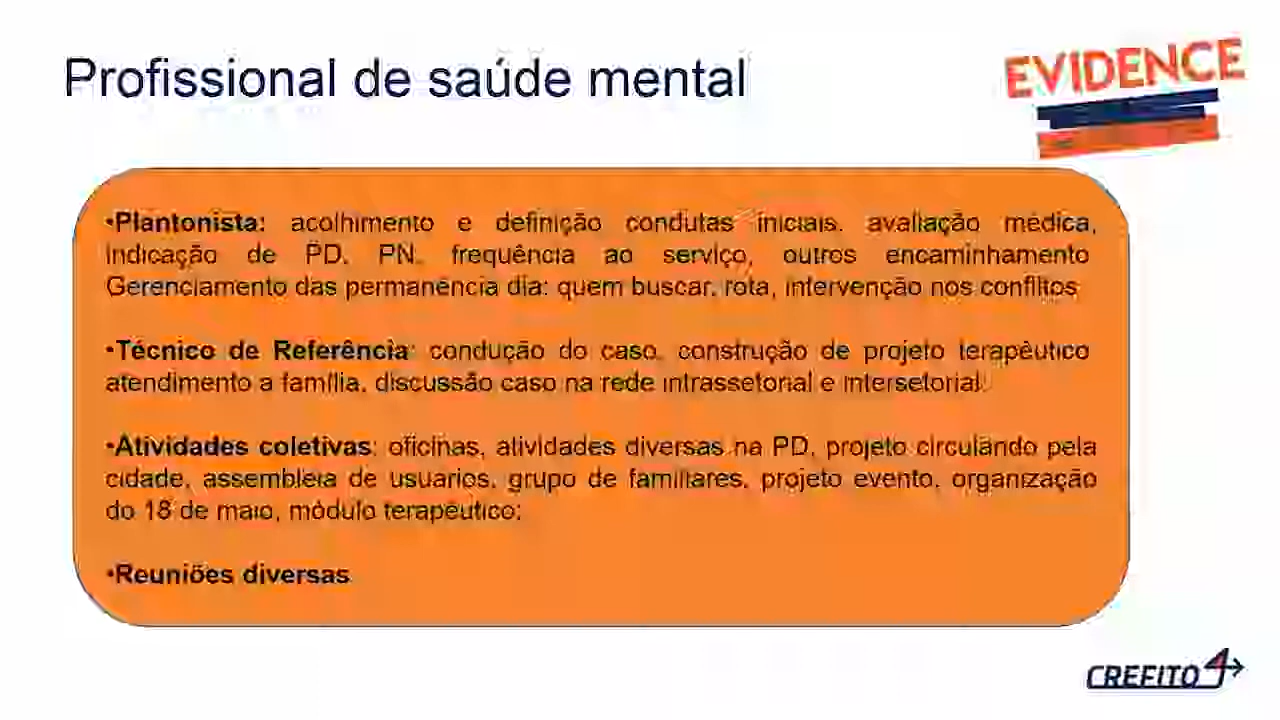 Profissional de saúde mental
EVIDENCE
•Plantonista: acolhimento e definição condutas iniciais, avaliação médica,
indicação de PD, PN, frequência ao serviço, outros encaminhamento
Gerenciamento das permanência dia: quem buscar, rota, intervenção nos conflitos
•Técnico de Referência: condução do caso, construção de projeto terapêutico
atendimento a família, discussão caso na rede intrassetorial e intersetorial.
•Atividades coletivas: oficinas, atividades diversas na PD, projeto circulando pela
cidade, assembleia de usuarios, grupo de familiares, projeto evento, organização
do 18 de maio, módulo terapêutico;
•Reuniões diversas
CREFITO4